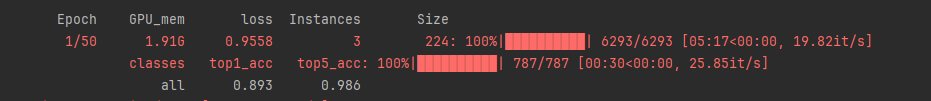 Epoch GPU_mem loss Instances Size
1/50 1.91G 0.9558 3 224: 100%|██████████| 6293/6293 [05:17<00:00, 19.82it/s]
classes top1_acc top5_acc: 100%|██████████| 787/787 [00:30<00:00, 25.85it/s]
all 0.893 0.986